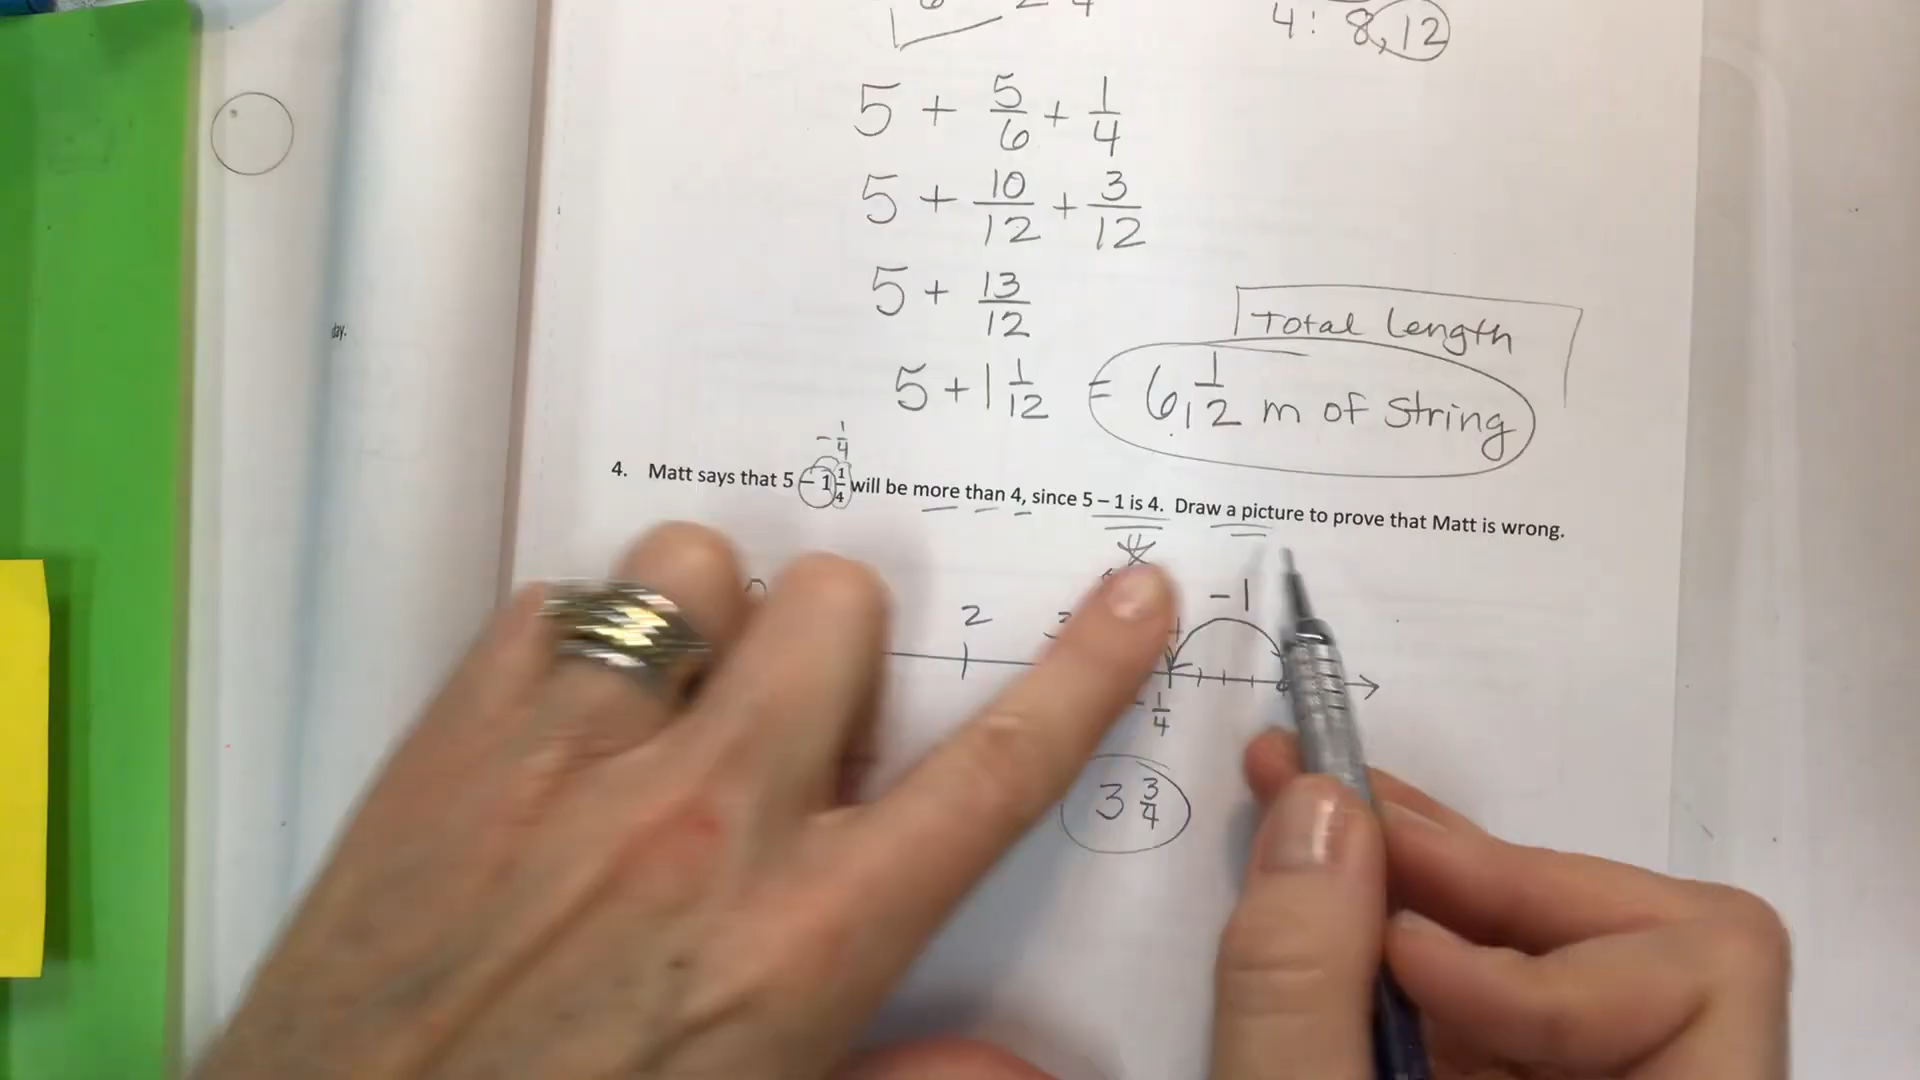 4: 8, 12
5 + 5/6 + 1/4
5 + 10/12 + 3/12
5 + 13/12
Total Length
5 + 1 1/12 = 6 1/12 m of String
day.
- 1/4
4. Matt says that 5 – 1 1/4 will be more than 4, since 5 – 1 is 4. Draw a picture to prove that Matt is wrong.
- 1
2 3
- 1/4
3 3/4